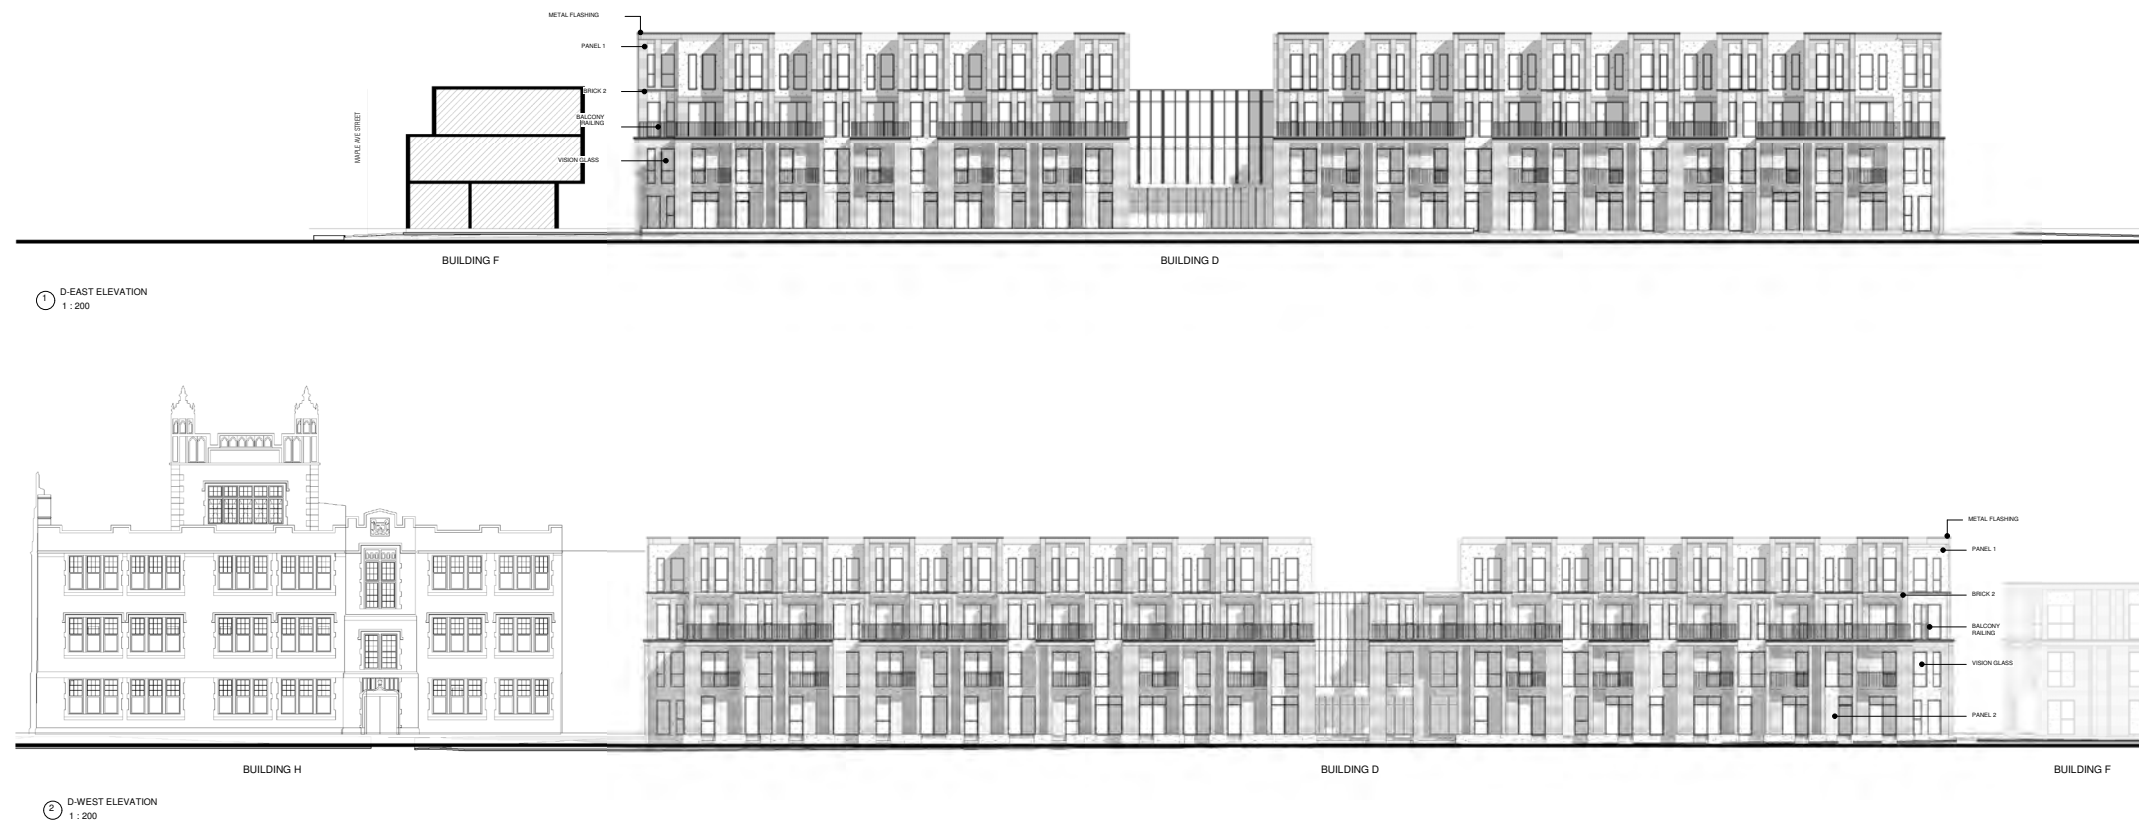 METAL FLASHING
PANEL 1
BRICK 2
BALCONY
RAILING
VISION GLASS
MAPLE AVE STREET
BUILDING F
BUILDING D
1
D-EAST ELEVATION
1 : 200
METAL FLASHING
PANEL 1
BRICK 2
BALCONY
RAILING
VISION GLASS
PANEL 2
BUILDING H
BUILDING D
BUILDING F
2
D-WEST ELEVATION
1 : 200